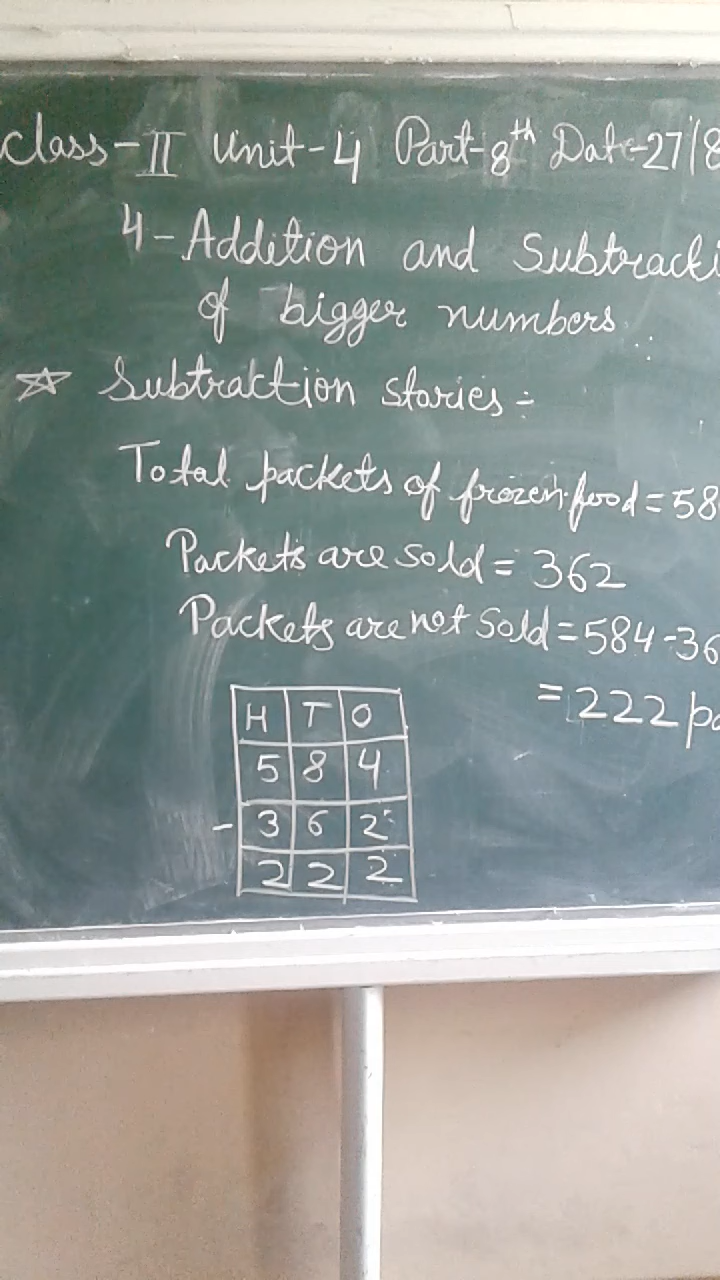 Class-II Unit-4 Part-8th Date-27/8
4-Addition and Subtracti
of bigger numbers
☆ Subtraction stories:-
Total packets of frozen food = 58
Packets are sold = 362
Packets are not sold = 584-36
= 222 pa
H T O
5 8 4
- 3 6 2
2 2 2